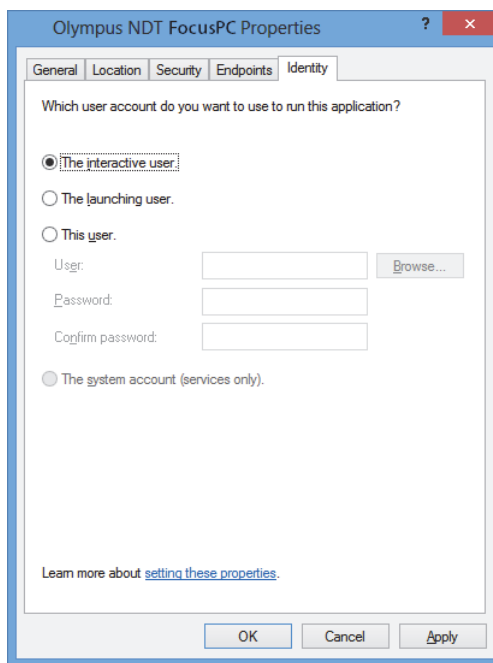 Olympus NDT FocusPC Properties
? ×
General Location Security Endpoints Identity
Which user account do you want to use to run this application?
The interactive user.
The launching user.
This user.
User:
Browse...
Password:
Confirm password:
The system account (services only).
Learn more about setting these properties.
OK Cancel Apply